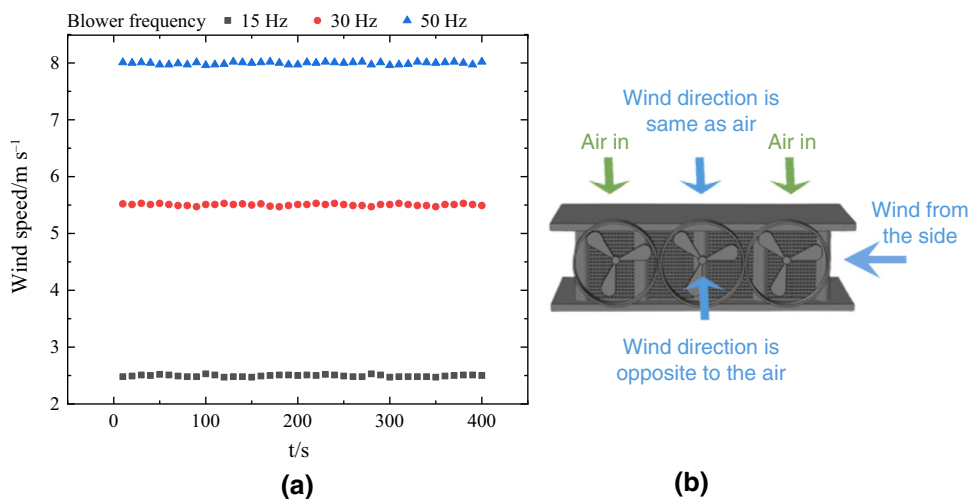 Blower frequency 15 Hz 30 Hz 50 Hz
8
7
6
5
4
3
2
Wind speed/m s⁻¹
0 100 200 300 400
t/s
(a)
Wind direction is
same as air
Air in Air in
Wind from
the side
Wind direction is
opposite to the air
(b)